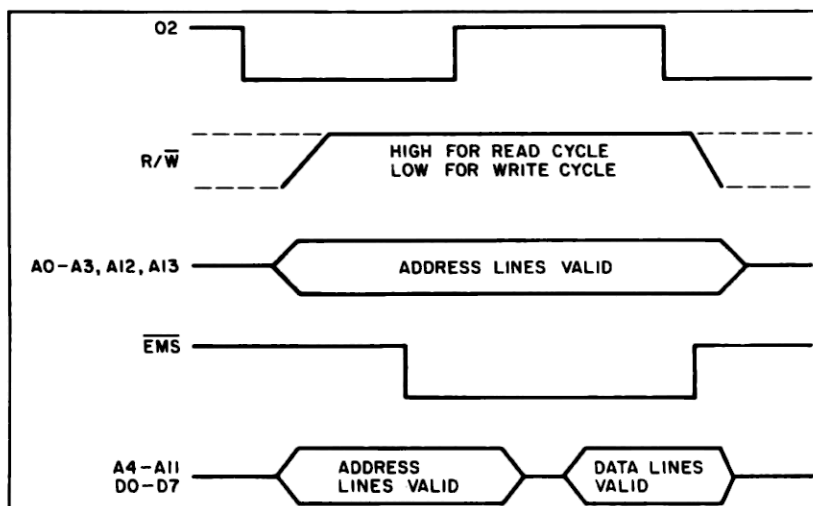 O2
R/W̅
HIGH FOR READ CYCLE
LOW FOR WRITE CYCLE
A0-A3, A12, A13
ADDRESS LINES VALID
E̅M̅S̅
A4-A11
D0-D7
ADDRESS
LINES VALID
DATA LINES
VALID